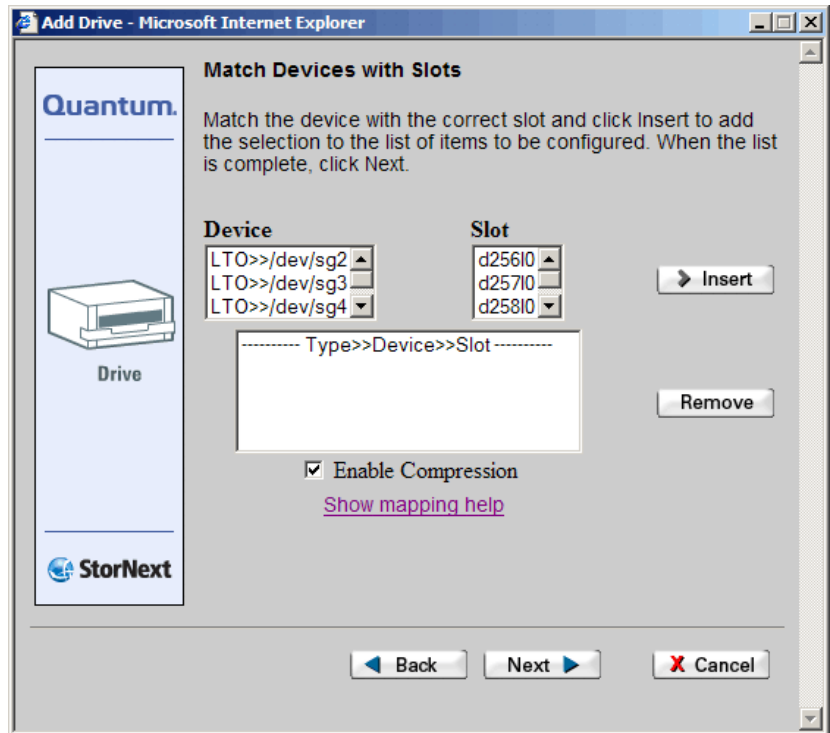 Add Drive - Microsoft Internet Explorer
Quantum.
Drive
StorNext
Match Devices with Slots
Match the device with the correct slot and click Insert to add
the selection to the list of items to be configured. When the list
is complete, click Next.
Device Slot
LTO>>/dev/sg2 d256l0
LTO>>/dev/sg3 d257l0
LTO>>/dev/sg4 d258l0
Insert
---------- Type>>Device>>Slot ----------
Remove
Enable Compression
Show mapping help
Back Next X Cancel